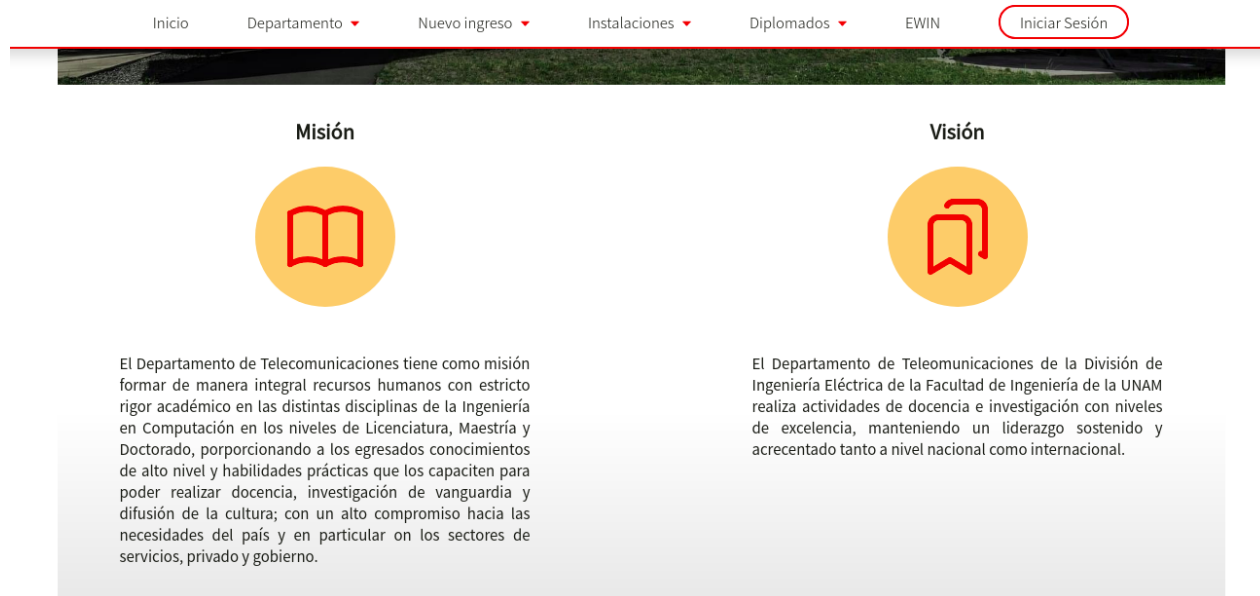 Inicio Departamento Nuevo ingreso Instalaciones Diplomados EWIN Iniciar Sesión
Misión
El Departamento de Telecomunicaciones tiene como misión
formar de manera integral recursos humanos con estricto
rigor académico en las distintas disciplinas de la Ingeniería
en Computación en los niveles de Licenciatura, Maestría y
Doctorado, porporcionando a los egresados conocimientos
de alto nivel y habilidades prácticas que los capaciten para
poder realizar docencia, investigación de vanguardia y
difusión de la cultura; con un alto compromiso hacia las
necesidades del país y en particular on los sectores de
servicios, privado y gobierno.
Visión
El Departamento de Teleomunicaciones de la División de
Ingeniería Eléctrica de la Facultad de Ingeniería de la UNAM
realiza actividades de docencia e investigación con niveles
de excelencia, manteniendo un liderazgo sostenido y
acrecentado tanto a nivel nacional como internacional.